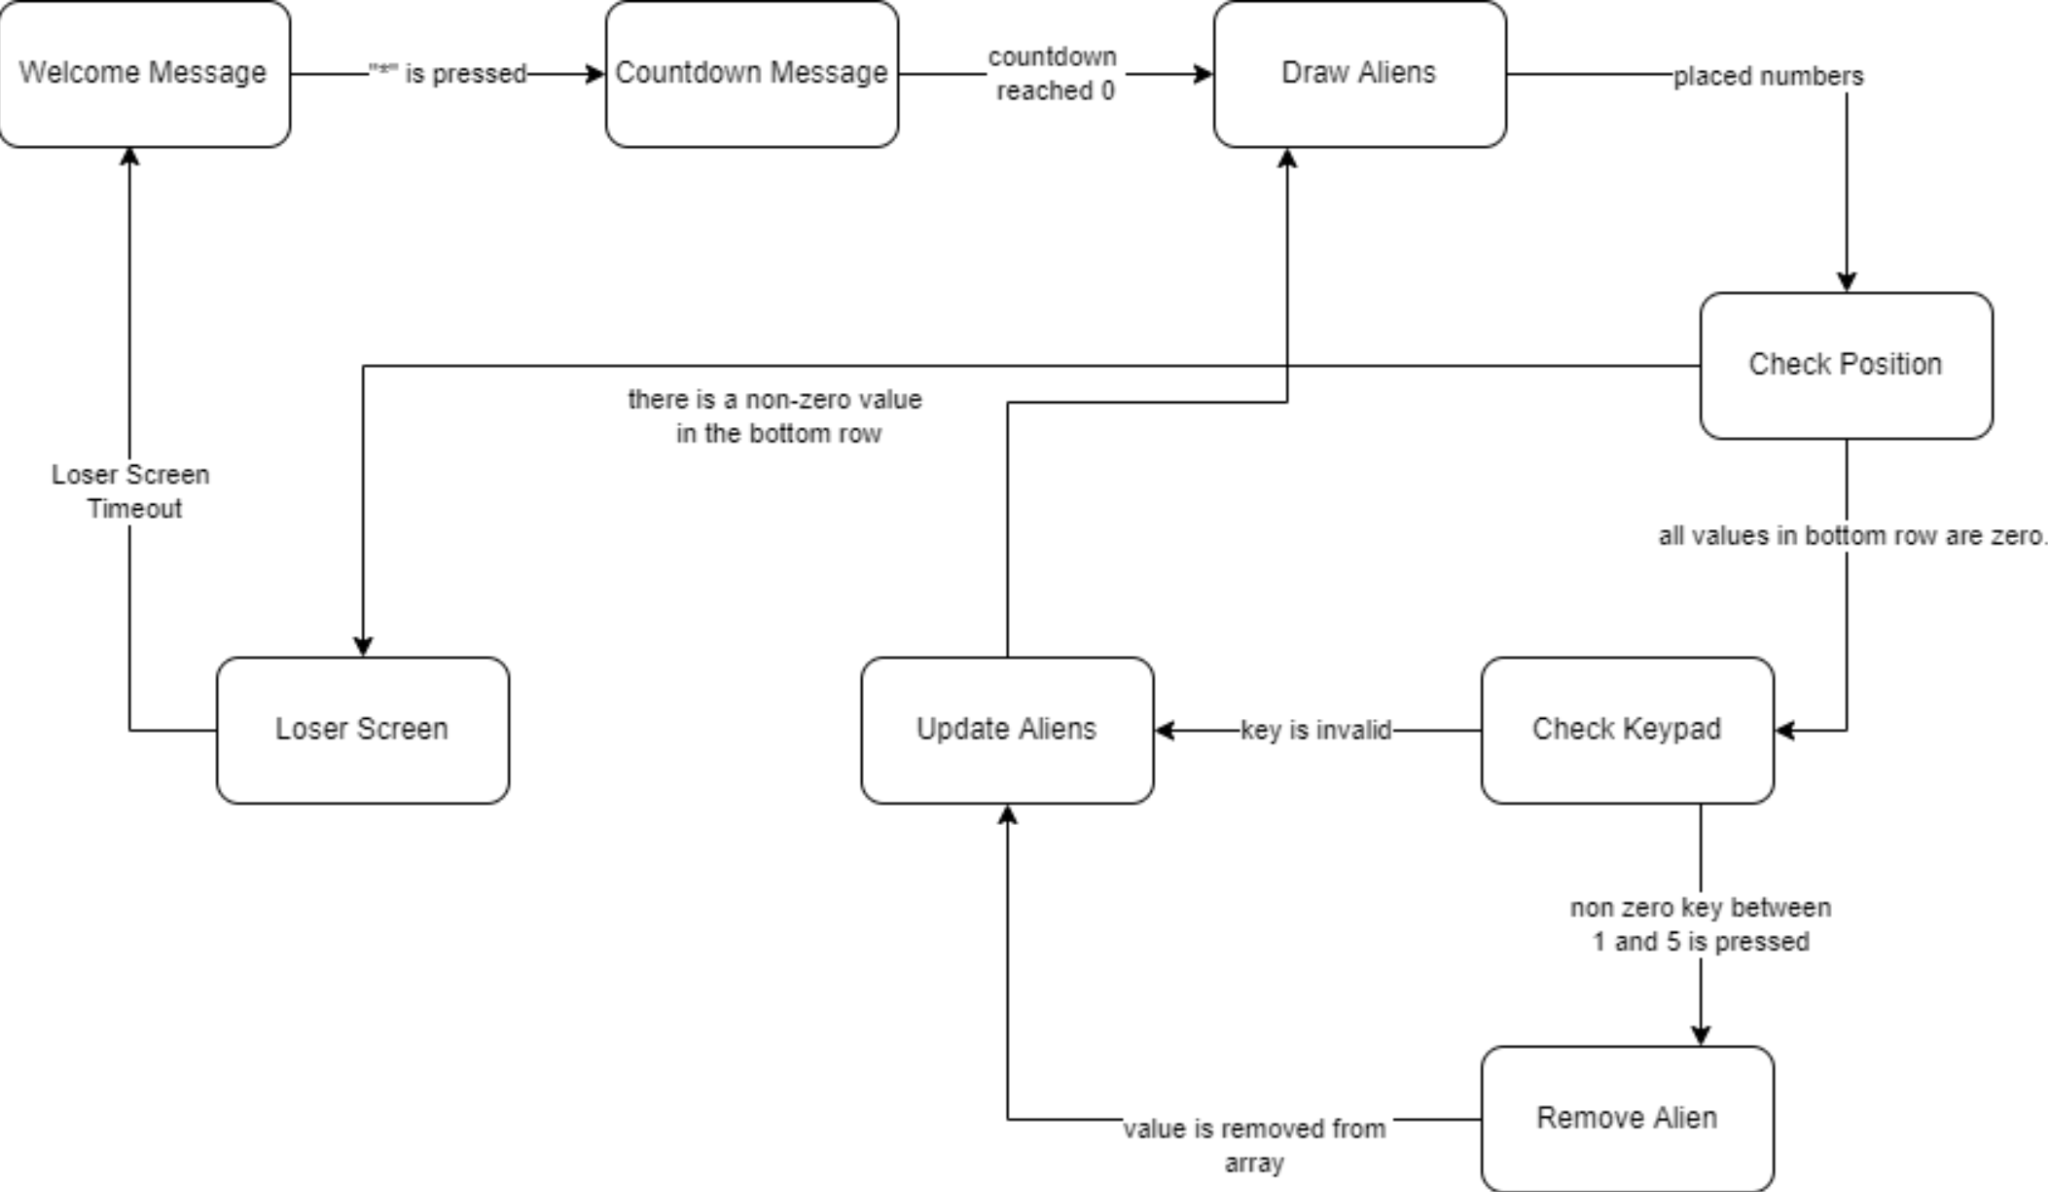 Welcome Message
"*" is pressed
Countdown Message
countdown
reached 0
Draw Aliens
placed numbers
Check Position
there is a non-zero value
in the bottom row
Loser Screen
Timeout
all values in bottom row are zero.
Loser Screen
Update Aliens
key is invalid
Check Keypad
non zero key between
1 and 5 is pressed
Remove Alien
value is removed from
array